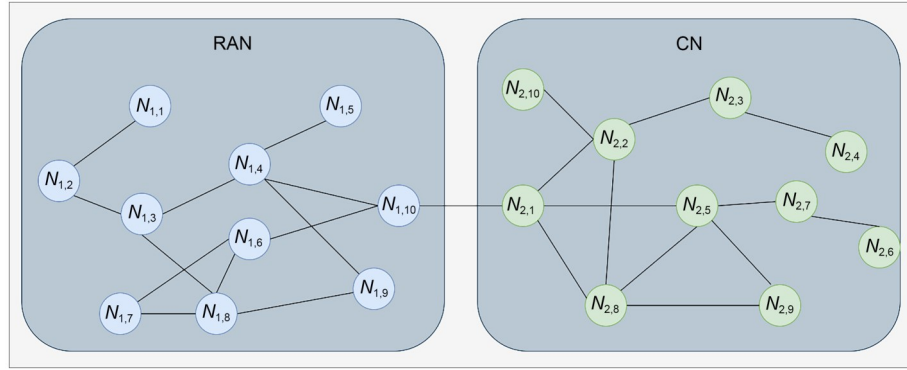 RAN
CN
N1,1
N1,5
N1,4
N1,2
N1,3
N1,10
N1,6
N1,9
N1,7
N1,8
N2,10
N2,3
N2,2
N2,4
N2,1
N2,5
N2,7
N2,6
N2,8
N2,9